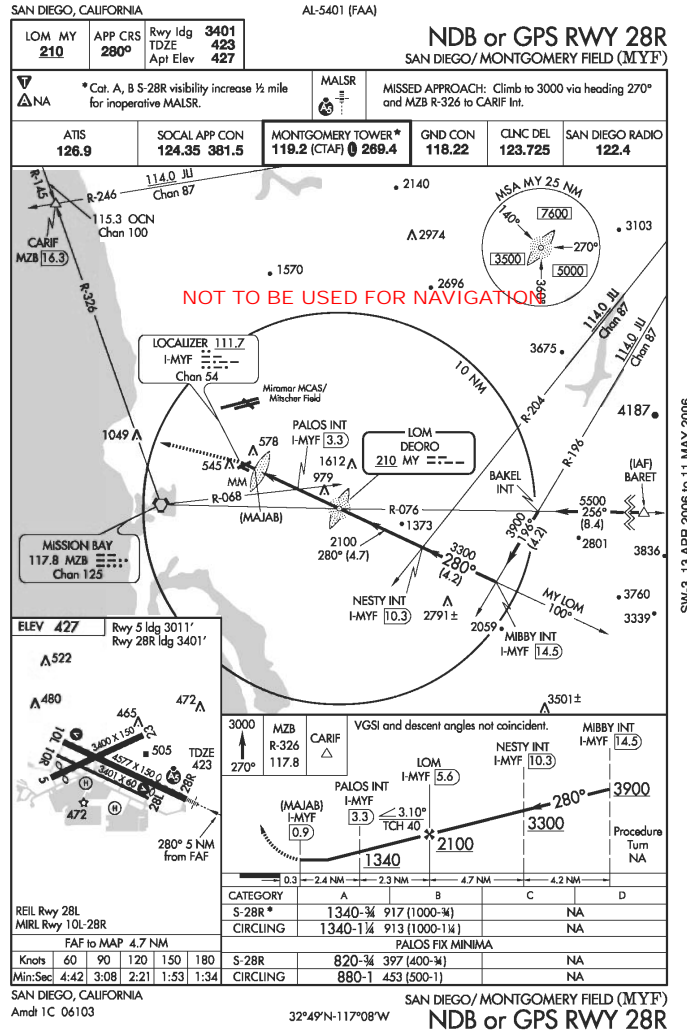 SAN DIEGO, CALIFORNIA
AL-5401 (FAA)
LOM MY
210
APP CRS
280°
Rwy ldg 3401
TDZE 423
Apt Elev 427
NDB or GPS RWY 28R
SAN DIEGO/ MONTGOMERY FIELD (MYF)
T
A NA
*Cat. A, B S-28R visibility increase ½ mile
for inoperative MALSR.
MALSR
A5
MISSED APPROACH: Climb to 3000 via heading 270°
and MZB R-326 to CARIF Int.
ATIS
126.9
SOCAL APP CON
124.35 381.5
MONTGOMERY TOWER*
119.2 (CTAF) L 269.4
GND CON
118.22
CLNC DEL
123.725
SAN DIEGO RADIO
122.4
R-145
R-246
114.0 JLI
Chan 87
115.3 OCN
Chan 100
CARIF
MZB 16.3
R-326
2140
2974
1570
2696
MSA MY 25 NM
140°
7600
270°
3500
5000
360°
3103
NOT TO BE USED FOR NAVIGATION
114.0 JLI
Chan 87
114.0 JLI
Chan 87
LOCALIZER 111.7
I-MYF
Chan 54
10 NM
3675
Miramar MCAS/
Mitscher Field
R-204
R-196
4187
PALOS INT
I-MYF 3.3
LOM
DEORO
210 MY
1049
578
545
1612
979
MM
(MAJAB)
R-068
R-076
1373
BAKEL
INT
(IAF)
BARET
5500
256°
(8.4)
3900
196°
(4.2)
2801
3836
MISSION BAY
117.8 MZB
Chan 125
2100
280° (4.7)
3300
280°
(4.2)
NESTY INT
I-MYF 10.3
2791±
2059
MY LOM
100°
MIBBY INT
I-MYF 14.5
3760
3339
3501±
SW-3, 13 APR 2006 to 11 MAY 2006
ELEV 427
Rwy 5 ldg 3011'
Rwy 28R ldg 3401'
522
480
472
465
505
TDZE
423
10L
10R
5
23
3400 X 150
4577 X 150
3401 X 60
28L
28R
A5
H
H
472
280° 5 NM
from FAF
REIL Rwy 28L
MIRL Rwy 10L-28R
FAF to MAP 4.7 NM
Knots 60 90 120 150 180
Min:Sec 4:42 3:08 2:21 1:53 1:34
3000
270°
MZB
R-326
117.8
CARIF
VGSI and descent angles not coincident.
MIBBY INT
I-MYF 14.5
NESTY INT
I-MYF 10.3
LOM
I-MYF 5.6
PALOS INT
I-MYF
3.3
(MAJAB)
I-MYF
0.9
3.10°
TCH 40
280°
3900
3300
2100
1340
Procedure
Turn
NA
0.3 2.4 NM 2.3 NM 4.7 NM 4.2 NM
CATEGORY A B C D
S-28R* 1340-¾ 917 (1000-¾) NA
CIRCLING 1340-1¼ 913 (1000-1¼) NA
PALOS FIX MINIMA
S-28R 820-¾ 397 (400-¾) NA
CIRCLING 880-1 453 (500-1) NA
SAN DIEGO, CALIFORNIA
Amdt 1C 06103
32°49'N-117°08'W
SAN DIEGO/ MONTGOMERY FIELD (MYF)
NDB or GPS RWY 28R